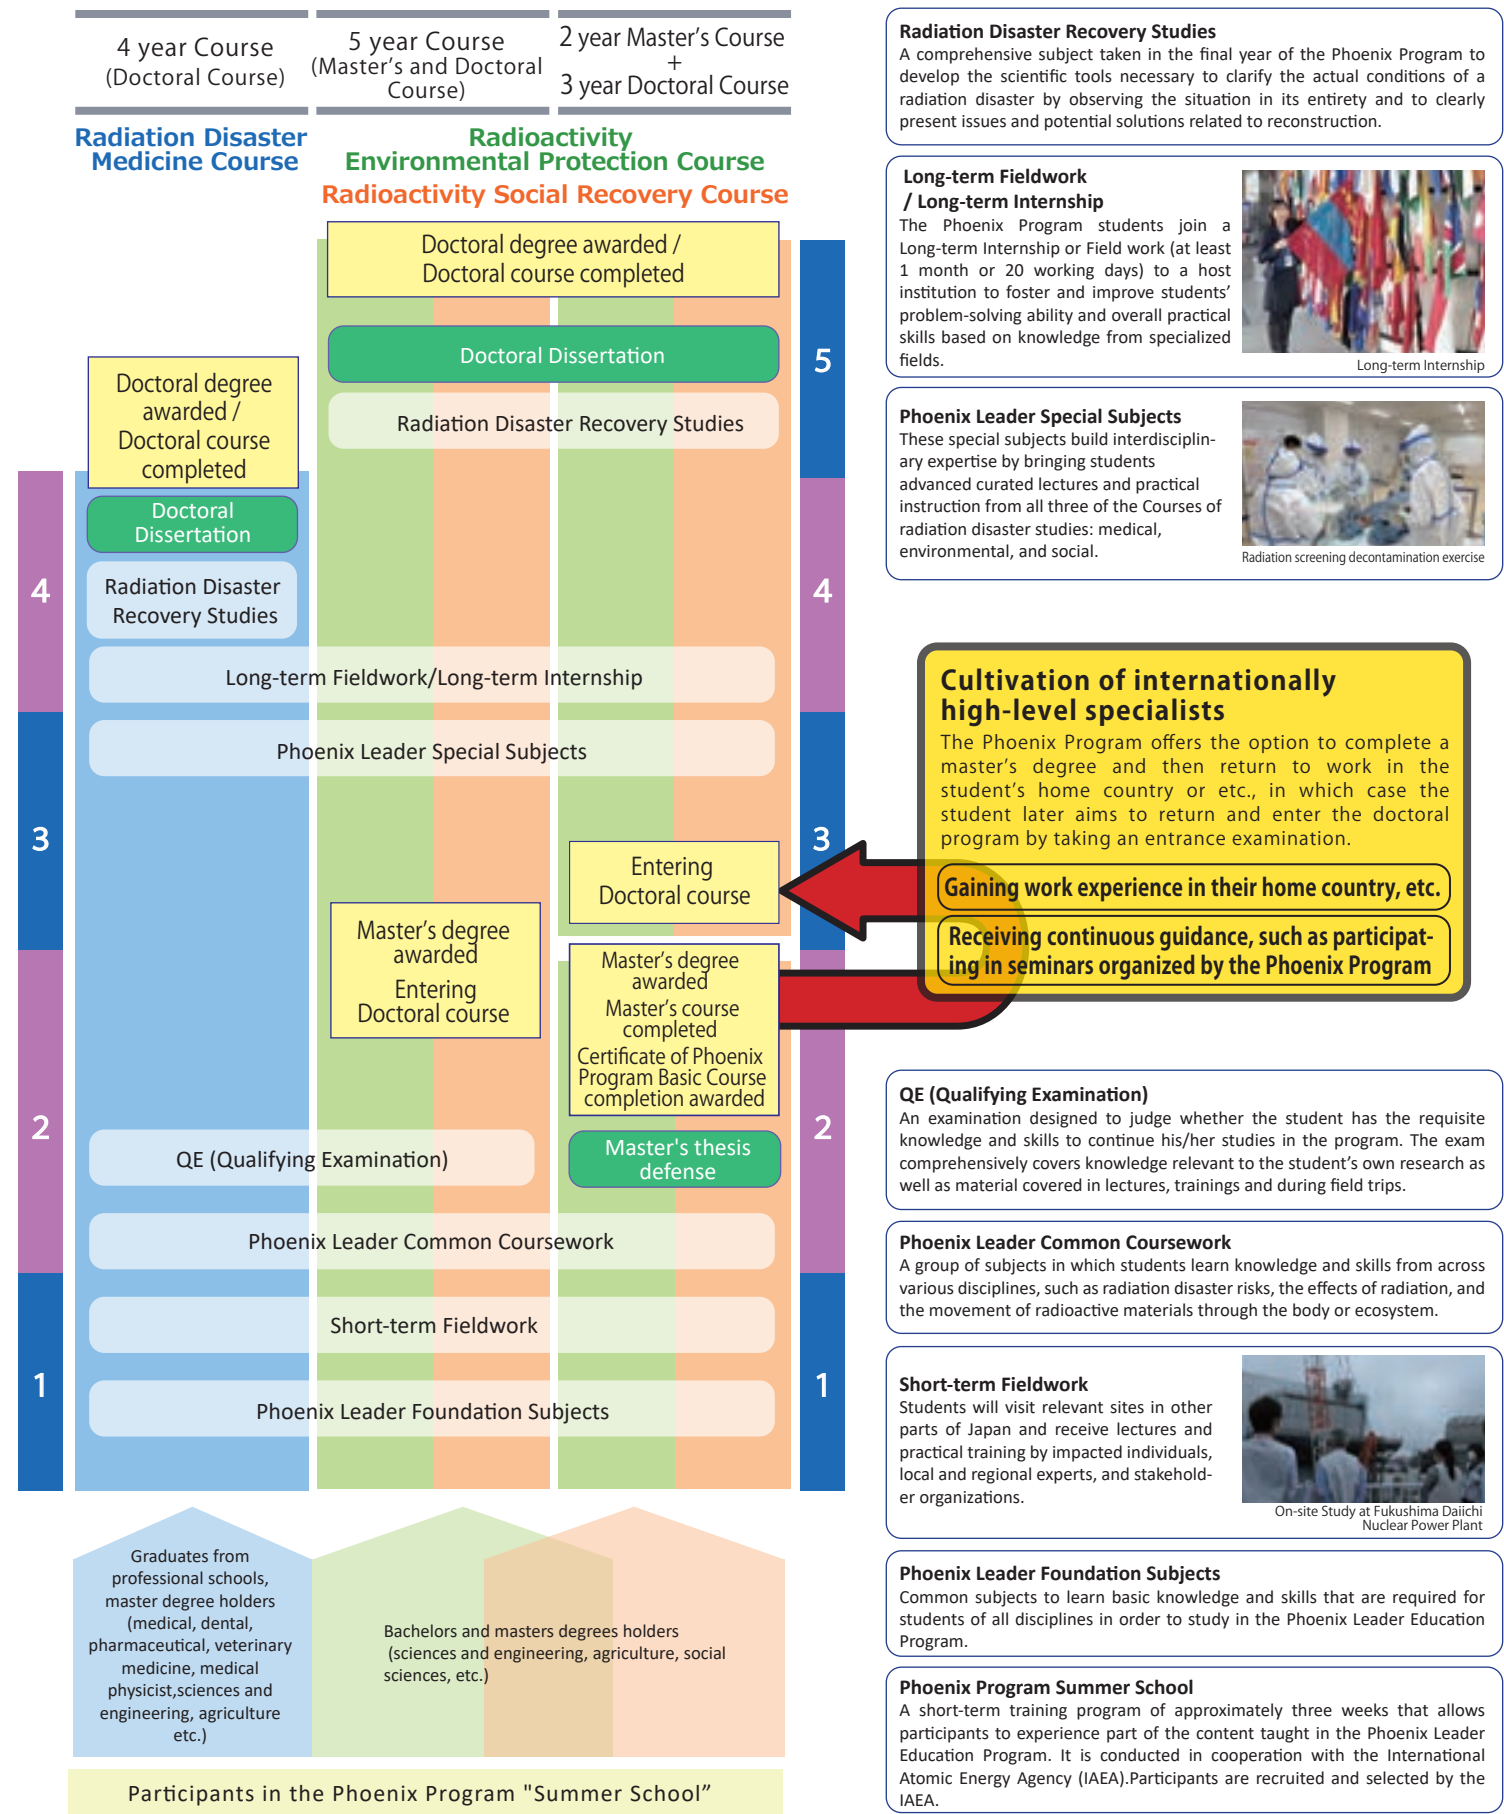 4 year Course
(Doctoral Course)
5 year Course
(Master's and Doctoral
Course)
2 year Master's Course
+
3 year Doctoral Course
Radiation Disaster
Medicine Course
Radioactivity
Environmental Protection Course
Radioactivity Social Recovery Course
Doctoral degree awarded /
Doctoral course completed
Doctoral Dissertation
Radiation Disaster Recovery Studies
5
Doctoral degree
awarded /
Doctoral course
completed
Doctoral
Dissertation
Radiation Disaster
Recovery Studies
4
4
Long-term Fieldwork/Long-term Internship
Phoenix Leader Special Subjects
3
3
Entering
Doctoral course
Master's degree
awarded
Entering
Doctoral course
Master's degree
awarded
Master's course
completed
Certificate of Phoenix
Program Basic Course
completion awarded
2
2
QE (Qualifying Examination)
Master's thesis
defense
Phoenix Leader Common Coursework
Short-term Fieldwork
1
1
Phoenix Leader Foundation Subjects
Graduates from
professional schools,
master degree holders
(medical, dental,
pharmaceutical, veterinary
medicine, medical
physicist,sciences and
engineering, agriculture
etc.)
Bachelors and masters degrees holders
(sciences and engineering, agriculture, social
sciences, etc.)
Participants in the Phoenix Program "Summer School”
Radiation Disaster Recovery Studies
A comprehensive subject taken in the final year of the Phoenix Program to
develop the scientific tools necessary to clarify the actual conditions of a
radiation disaster by observing the situation in its entirety and to clearly
present issues and potential solutions related to reconstruction.
Long-term Fieldwork
/ Long-term Internship
The Phoenix Program students join a
Long-term Internship or Field work (at least
1 month or 20 working days) to a host
institution to foster and improve students'
problem-solving ability and overall practical
skills based on knowledge from specialized
fields.
Long-term Internship
Phoenix Leader Special Subjects
These special subjects build interdisciplin-
ary expertise by bringing students
advanced curated lectures and practical
instruction from all three of the Courses of
radiation disaster studies: medical,
environmental, and social.
Radiation screening decontamination exercise
Cultivation of internationally
high-level specialists
The Phoenix Program offers the option to complete a
master's degree and then return to work in the
student's home country or etc., in which case the
student later aims to return and enter the doctoral
program by taking an entrance examination.
Gaining work experience in their home country, etc.
Receiving continuous guidance, such as participat-
ing in seminars organized by the Phoenix Program
QE (Qualifying Examination)
An examination designed to judge whether the student has the requisite
knowledge and skills to continue his/her studies in the program. The exam
comprehensively covers knowledge relevant to the student's own research as
well as material covered in lectures, trainings and during field trips.
Phoenix Leader Common Coursework
A group of subjects in which students learn knowledge and skills from across
various disciplines, such as radiation disaster risks, the effects of radiation, and
the movement of radioactive materials through the body or ecosystem.
Short-term Fieldwork
Students will visit relevant sites in other
parts of Japan and receive lectures and
practical training by impacted individuals,
local and regional experts, and stakehold-
er organizations.
On-site Study at Fukushima Daiichi
Nuclear Power Plant
Phoenix Leader Foundation Subjects
Common subjects to learn basic knowledge and skills that are required for
students of all disciplines in order to study in the Phoenix Leader Education
Program.
Phoenix Program Summer School
A short-term training program of approximately three weeks that allows
participants to experience part of the content taught in the Phoenix Leader
Education Program. It is conducted in cooperation with the International
Atomic Energy Agency (IAEA).Participants are recruited and selected by the
IAEA.